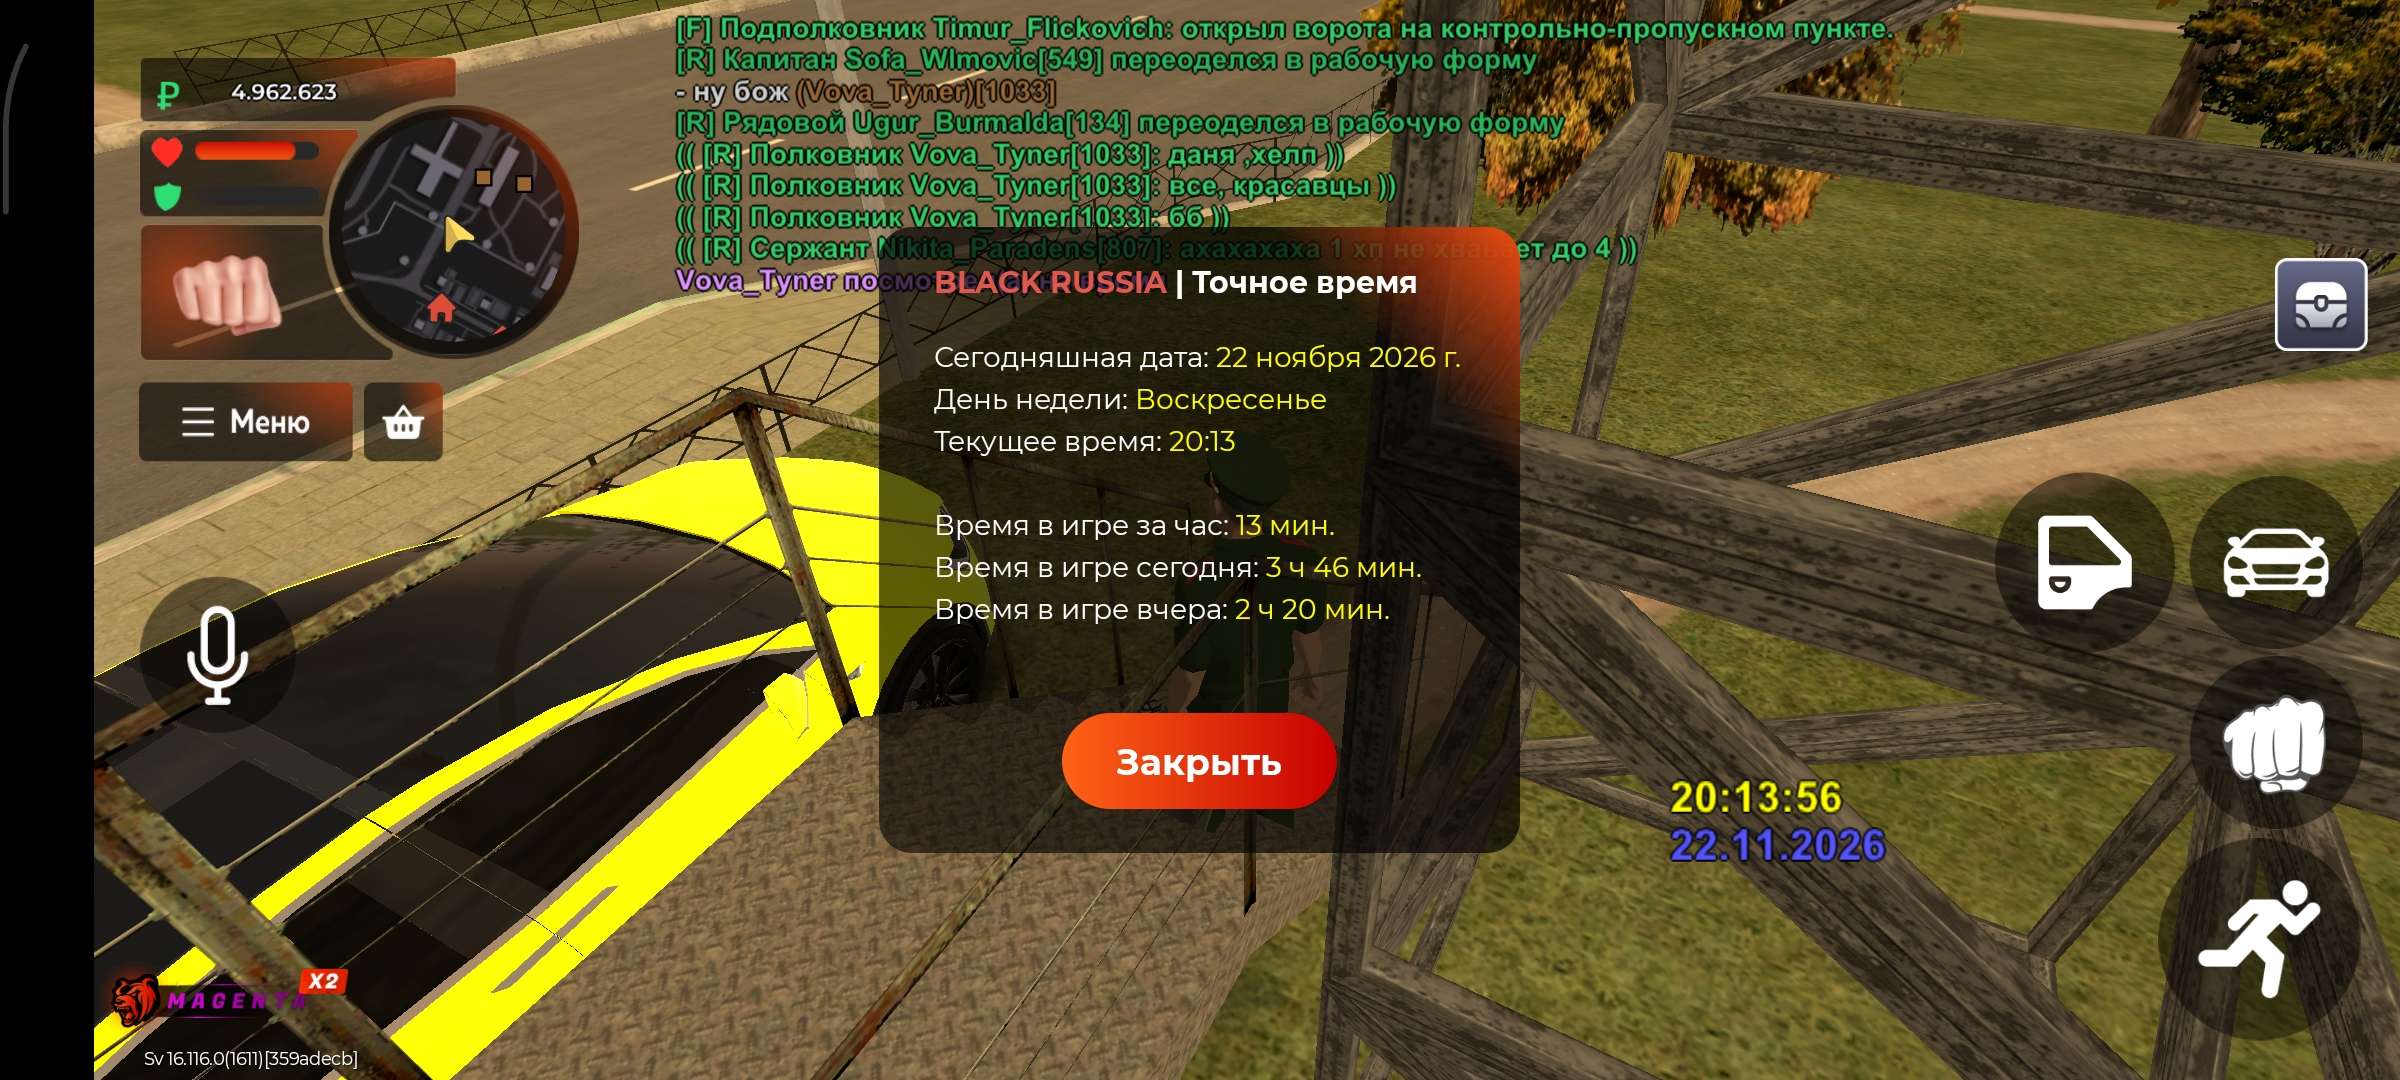 [F] Подполковник Timur_Flickovich: открыл ворота на контрольно-пропускном пункте.
[R] Капитан Sofa_Wlmovic[549] переоделся в рабочую форму
- ну бож (Vova_Tyner)[1033]
[R] Рядовой Ugur_Burmalda[134] переоделся в рабочую форму
(( [R] Полковник Vova_Tyner[1033]: даня ,хелп ))
(( [R] Полковник Vova_Tyner[1033]: все, красавцы ))
(( [R] Полковник Vova_Tyner[1033]: бб ))
(( [R] Сержант Nikita_Paradens[807]: ахахахаха 1 хп не хватает до 4 ))
Vova_Tyner
4.962.623
Меню
BLACK RUSSIA | Точное время
Сегодняшная дата: 22 ноября 2026 г.
День недели: Воскресенье
Текущее время: 20:13
Время в игре за час: 13 мин.
Время в игре сегодня: 3 ч 46 мин.
Время в игре вчера: 2 ч 20 мин.
Закрыть
20:13:56
22.11.2026
X2
MAGENTA
Sv 16.116.0(1611)[359adecb]